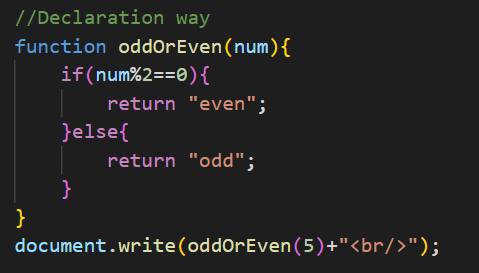 //Declaration way
function oddOrEven(num){
    if(num%2==0){
        return "even";
    }else{
        return "odd";
    }
}
document.write(oddOrEven(5)+"<br/>");